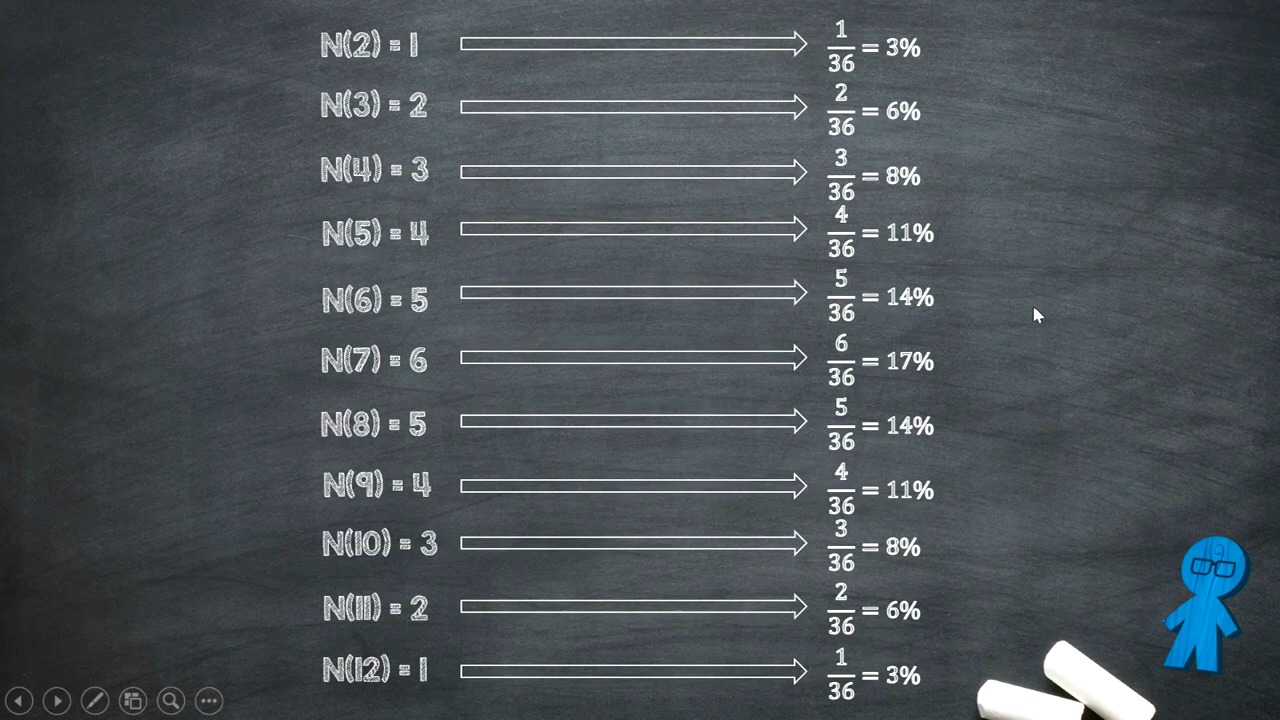 N(2) = 1 1/36 = 3%
N(3) = 2 2/36 = 6%
N(4) = 3 3/36 = 8%
N(5) = 4 4/36 = 11%
N(6) = 5 5/36 = 14%
N(7) = 6 6/36 = 17%
N(8) = 5 5/36 = 14%
N(9) = 4 4/36 = 11%
N(10) = 3 3/36 = 8%
N(11) = 2 2/36 = 6%
N(12) = 1 1/36 = 3%